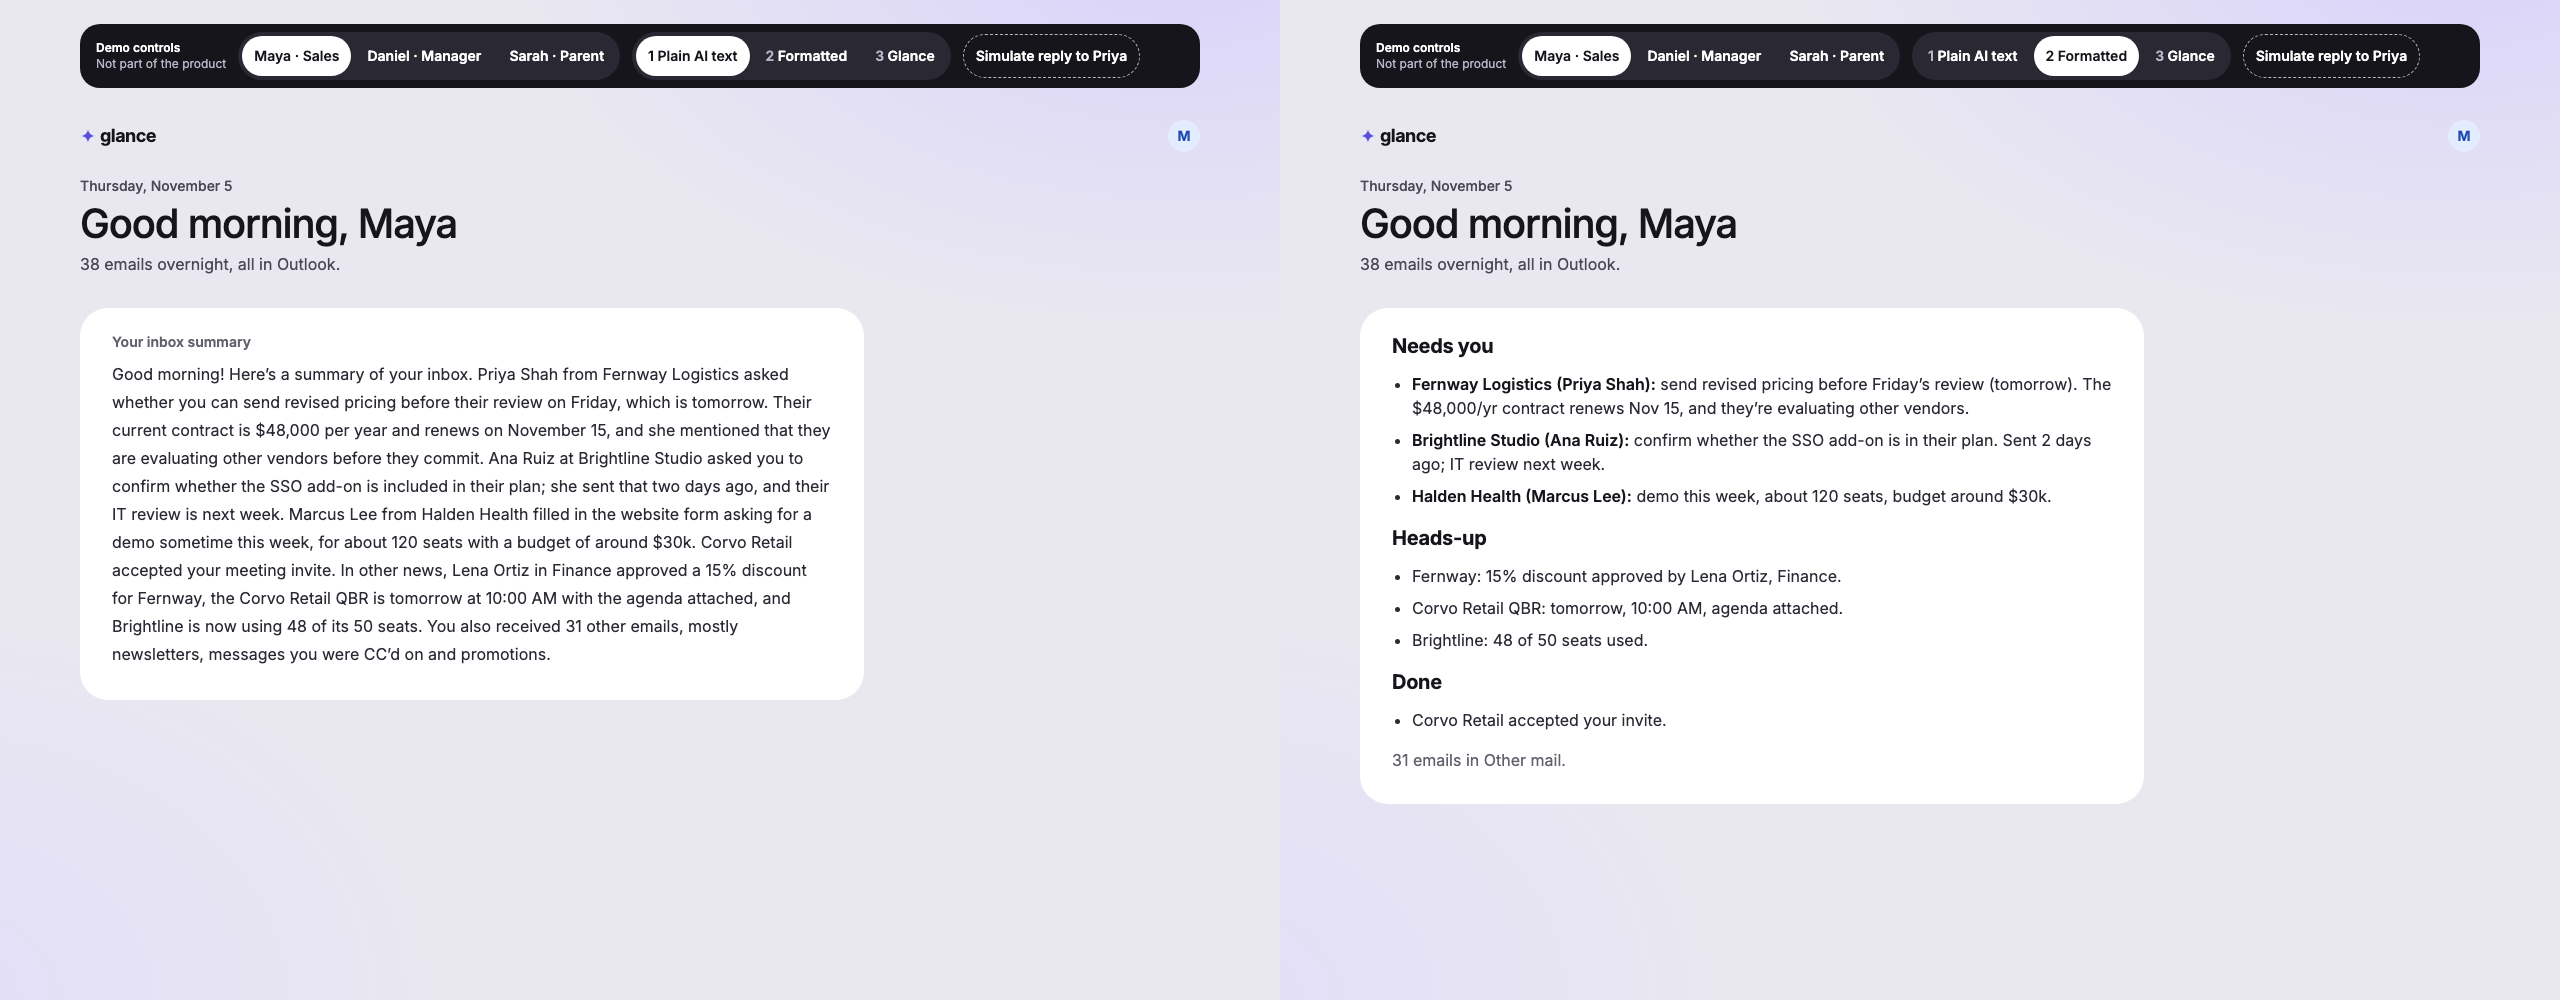 Demo controls
Not part of the product
Maya · Sales
Daniel · Manager
Sarah · Parent
1 Plain AI text
2 Formatted
3 Glance
Simulate reply to Priya
glance
M
Thursday, November 5
Good morning, Maya
38 emails overnight, all in Outlook.
Your inbox summary
Good morning! Here’s a summary of your inbox. Priya Shah from Fernway Logistics asked
whether you can send revised pricing before their review on Friday, which is tomorrow. Their
current contract is $48,000 per year and renews on November 15, and she mentioned that they
are evaluating other vendors before they commit. Ana Ruiz at Brightline Studio asked you to
confirm whether the SSO add-on is included in their plan; she sent that two days ago, and their
IT review is next week. Marcus Lee from Halden Health filled in the website form asking for a
demo sometime this week, for about 120 seats with a budget of around $30k. Corvo Retail
accepted your meeting invite. In other news, Lena Ortiz in Finance approved a 15% discount
for Fernway, the Corvo Retail QBR is tomorrow at 10:00 AM with the agenda attached, and
Brightline is now using 48 of its 50 seats. You also received 31 other emails, mostly
newsletters, messages you were CC’d on and promotions.
Demo controls
Not part of the product
Maya · Sales
Daniel · Manager
Sarah · Parent
1 Plain AI text
2 Formatted
3 Glance
Simulate reply to Priya
glance
M
Thursday, November 5
Good morning, Maya
38 emails overnight, all in Outlook.
Needs you
• Fernway Logistics (Priya Shah): send revised pricing before Friday’s review (tomorrow). The
$48,000/yr contract renews Nov 15, and they’re evaluating other vendors.
• Brightline Studio (Ana Ruiz): confirm whether the SSO add-on is in their plan. Sent 2 days
ago; IT review next week.
• Halden Health (Marcus Lee): demo this week, about 120 seats, budget around $30k.
Heads-up
• Fernway: 15% discount approved by Lena Ortiz, Finance.
• Corvo Retail QBR: tomorrow, 10:00 AM, agenda attached.
• Brightline: 48 of 50 seats used.
Done
• Corvo Retail accepted your invite.
31 emails in Other mail.